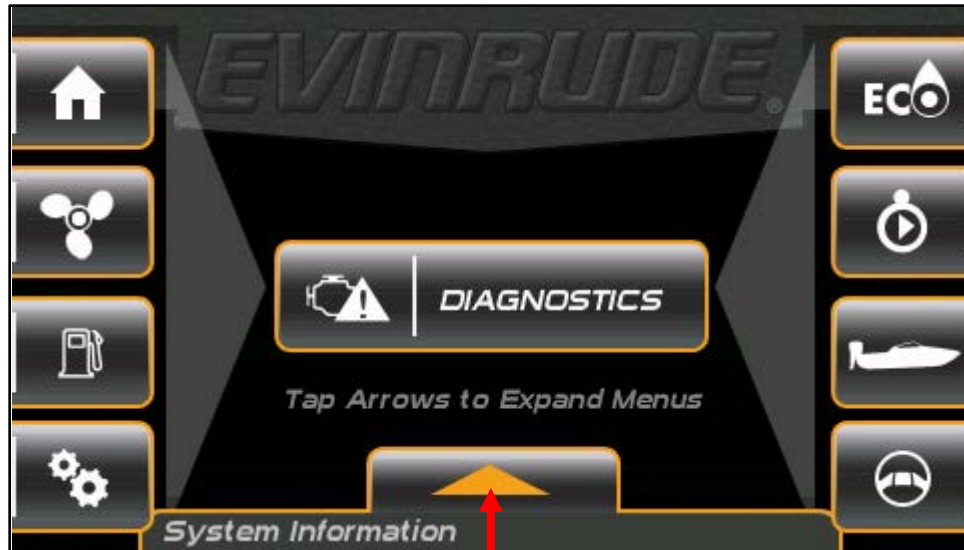 EVINRUDE®
ECO
DIAGNOSTICS
Tap Arrows to Expand Menus
System Information